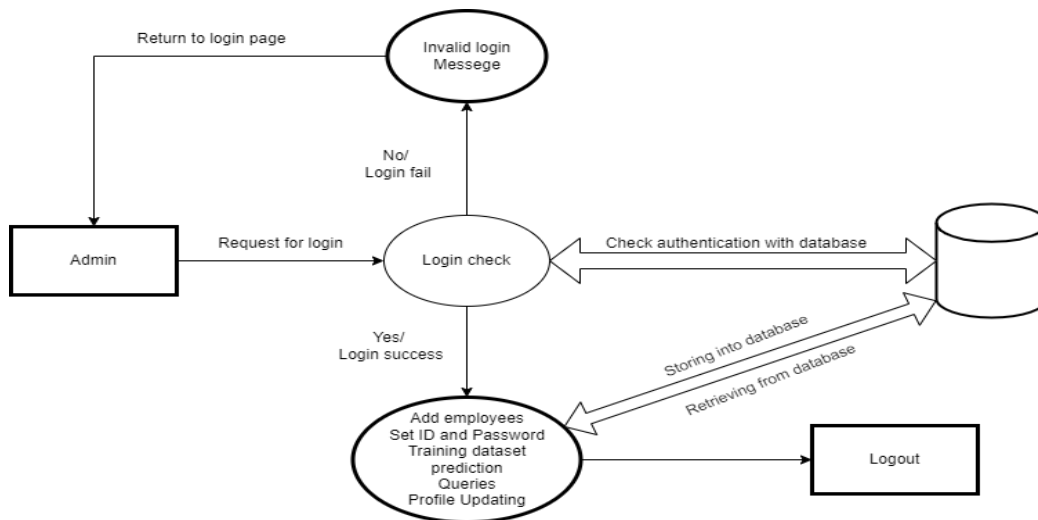 Return to login page
Invalid login
Messege
No/
Login fail
Admin
Request for login
Login check
Check authentication with database
Yes/
Login success
Storing into database
Retrieving from database
Add employees
Set ID and Password
Training dataset
prediction
Queries
Profile Updating
Logout